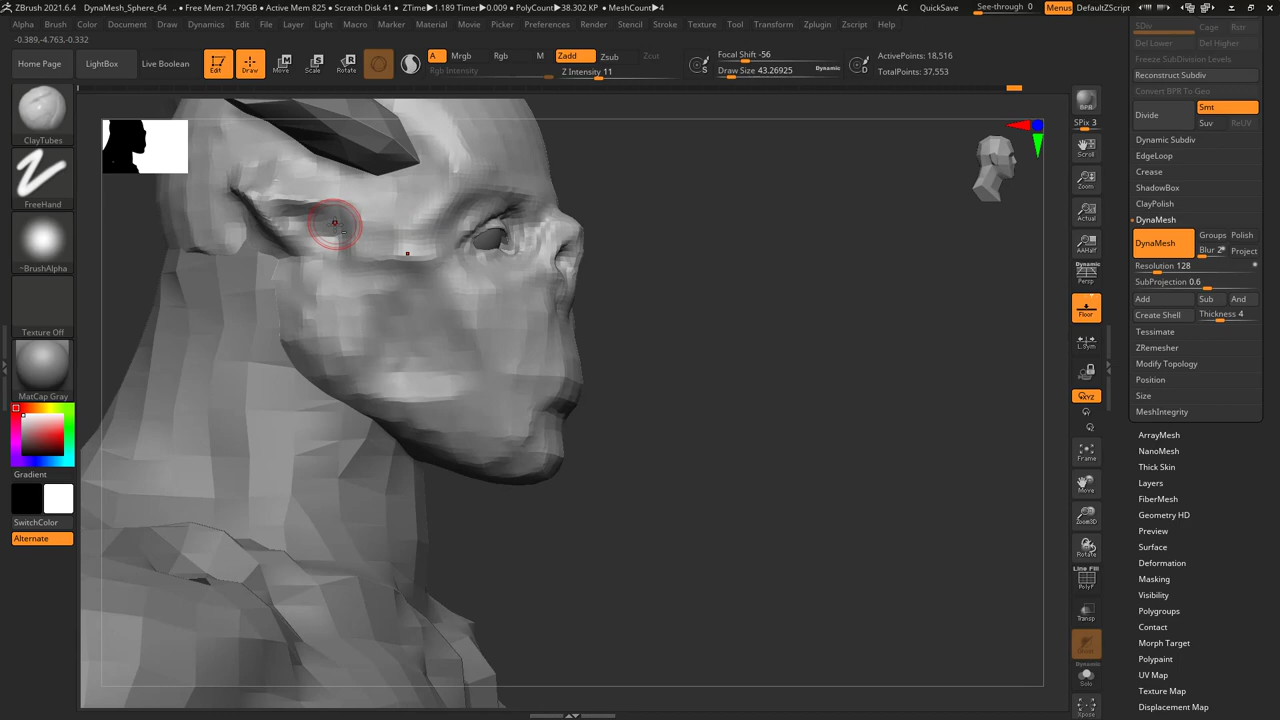 ZBrush 2021.6.4 DynaMesh_Sphere_64 .. • Free Mem 21.79GB • Active Mem 825 • Scratch Disk 41 • ZTime▶1.189 Timer▶0.009 • PolyCount▶38.302 KP • MeshCount▶4 AC QuickSave See-through 0 Menus DefaultZScript
Alpha Brush Color Document Draw Dynamics Edit File Layer Light Macro Marker Material Movie Picker Preferences Render Stencil Stroke Texture Tool Transform Zplugin Zscript Help
-0.389,-4.763,-0.332
Home Page
LightBox
Live Boolean
Edit
Draw
Move
Scale
Rotate
A
Mrgb
Rgb
M
Rgb Intensity
Zadd
Zsub
Zcut
Z Intensity 11
S
Focal Shift -56
Draw Size 43.26925
Dynamic
D
ActivePoints: 18,516
TotalPoints: 37,553
ClayTubes
FreeHand
~BrushAlpha
Texture Off
MatCap Gray
Gradient
SwitchColor
Alternate
BPR
SPix 3
Scroll
Zoom
Actual
AAHalf
Dynamic
Persp
Floor
L.Sym
XYZ
Frame
Move
Zoom3D
Rotate
Line Fill
PolyF
Transp
Ghost
Dynamic
Solo
Xpose
SDiv
Cage
Rstr
Del Lower
Del Higher
Freeze SubDivision Levels
Reconstruct Subdiv
Convert BPR To Geo
Divide
Smt
Suv
ReUV
Dynamic Subdiv
EdgeLoop
Crease
ShadowBox
ClayPolish
DynaMesh
DynaMesh
Groups
Polish
Blur 2
Project
Resolution 128
SubProjection 0.6
Add
Sub
And
Create Shell
Thickness 4
Tessimate
ZRemesher
Modify Topology
Position
Size
MeshIntegrity
ArrayMesh
NanoMesh
Thick Skin
Layers
FiberMesh
Geometry HD
Preview
Surface
Deformation
Masking
Visibility
Polygroups
Contact
Morph Target
Polypaint
UV Map
Texture Map
Displacement Map